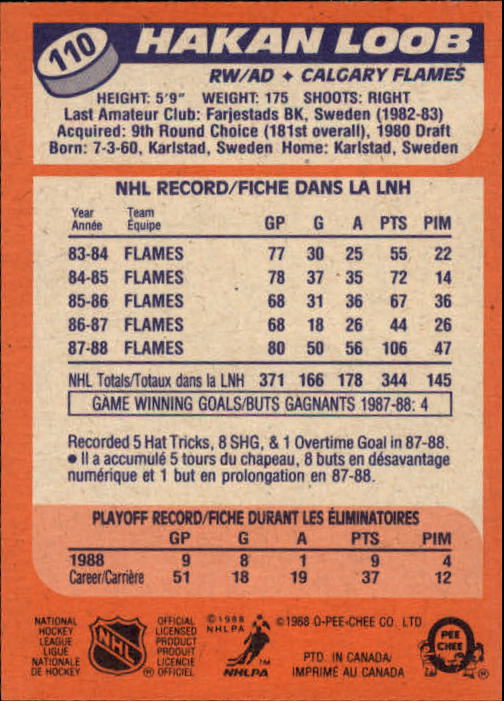 110 HAKAN LOOB
RW/AD ♦ CALGARY FLAMES
HEIGHT: 5'9" WEIGHT: 175 SHOOTS: RIGHT
Last Amateur Club: Farjestads BK, Sweden (1982-83)
Acquired: 9th Round Choice (181st overall), 1980 Draft
Born: 7-3-60, Karlstad, Sweden Home: Karlstad, Sweden
NHL RECORD/FICHE DANS LA LNH
Year Team
Année Équipe GP G A PTS PIM
83-84 FLAMES 77 30 25 55 22
84-85 FLAMES 78 37 35 72 14
85-86 FLAMES 68 31 36 67 36
86-87 FLAMES 68 18 26 44 26
87-88 FLAMES 80 50 56 106 47
NHL Totals/Totaux dans la LNH 371 166 178 344 145
GAME WINNING GOALS/BUTS GAGNANTS 1987-88: 4
Recorded 5 Hat Tricks, 8 SHG, & 1 Overtime Goal in 87-88.
● Il a accumulé 5 tours du chapeau, 8 buts en désavantage
numérique et 1 but en prolongation en 87-88.
PLAYOFF RECORD/FICHE DURANT LES ÉLIMINATOIRES
GP G A PTS PIM
1988 9 8 1 9 4
Career/Carrière 51 18 19 37 12
NATIONAL
HOCKEY
LEAGUE
LIGUE
NATIONALE
DE HOCKEY
NHL
®
OFFICIAL
LICENSED
PRODUCT
PRODUIT
LICENCIE
OFFICIEL
© 1988
NHLPA
™
NHLPA
© 1988 O-PEE-CHEE CO. LTD
PTD. IN CANADA/
IMPRIMÉ AU CANADA
PEE
CHEE
®